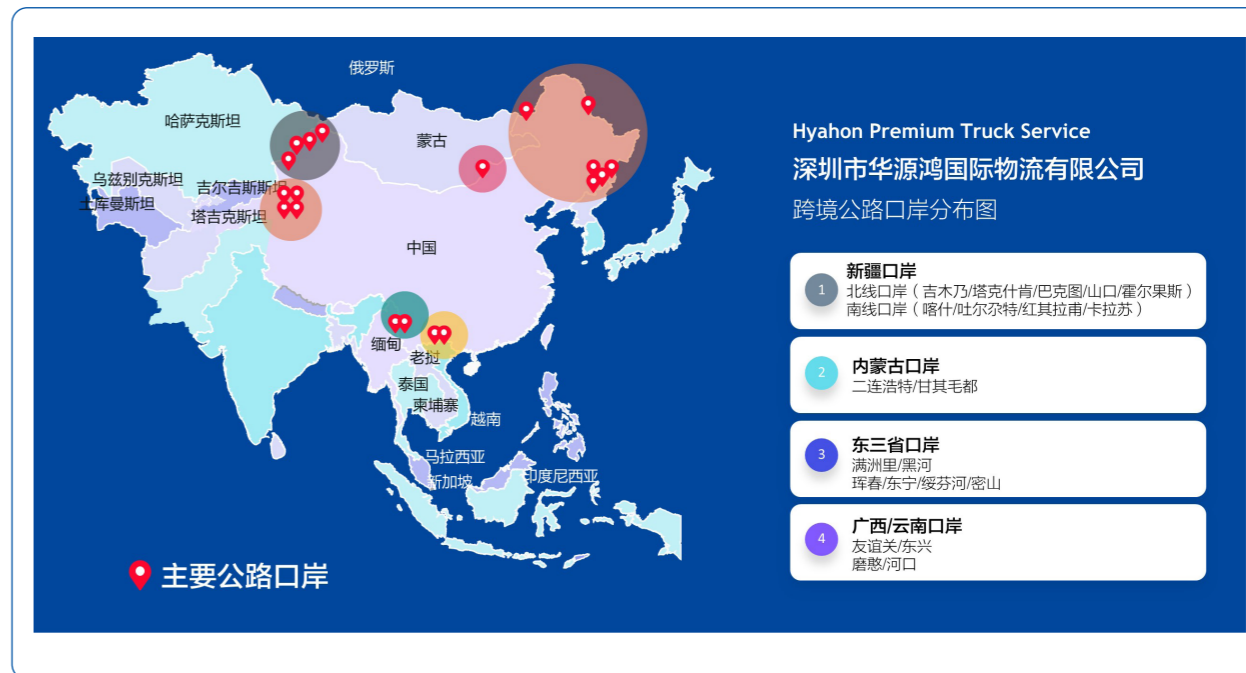 俄罗斯
哈萨克斯坦
蒙古
乌兹别克斯坦
吉尔吉斯斯坦
土库曼斯坦
塔吉克斯坦
中国
缅甸
老挝
泰国
柬埔寨
越南
马拉西亚
新加坡
印度尼西亚
主要公路口岸
Hyahon Premium Truck Service
深圳市华源鸿国际物流有限公司
跨境公路口岸分布图
1
新疆口岸
北线口岸（吉木乃/塔克什肯/巴克图/山口/霍尔果斯）
南线口岸（喀什/吐尔尕特/红其拉甫/卡拉苏）
2
内蒙古口岸
二连浩特/甘其毛都
3
东三省口岸
满洲里/黑河
珲春/东宁/绥芬河/密山
4
广西/云南口岸
友谊关/东兴
磨憨/河口